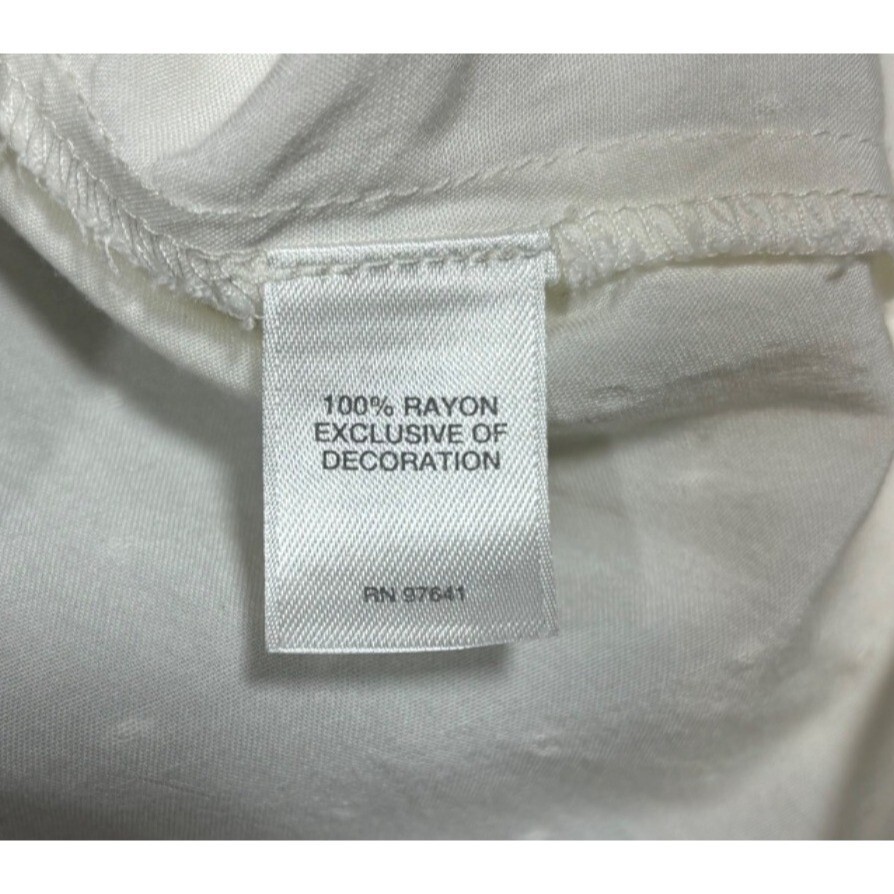 100% RAYON
EXCLUSIVE OF
DECORATION
RN 97641